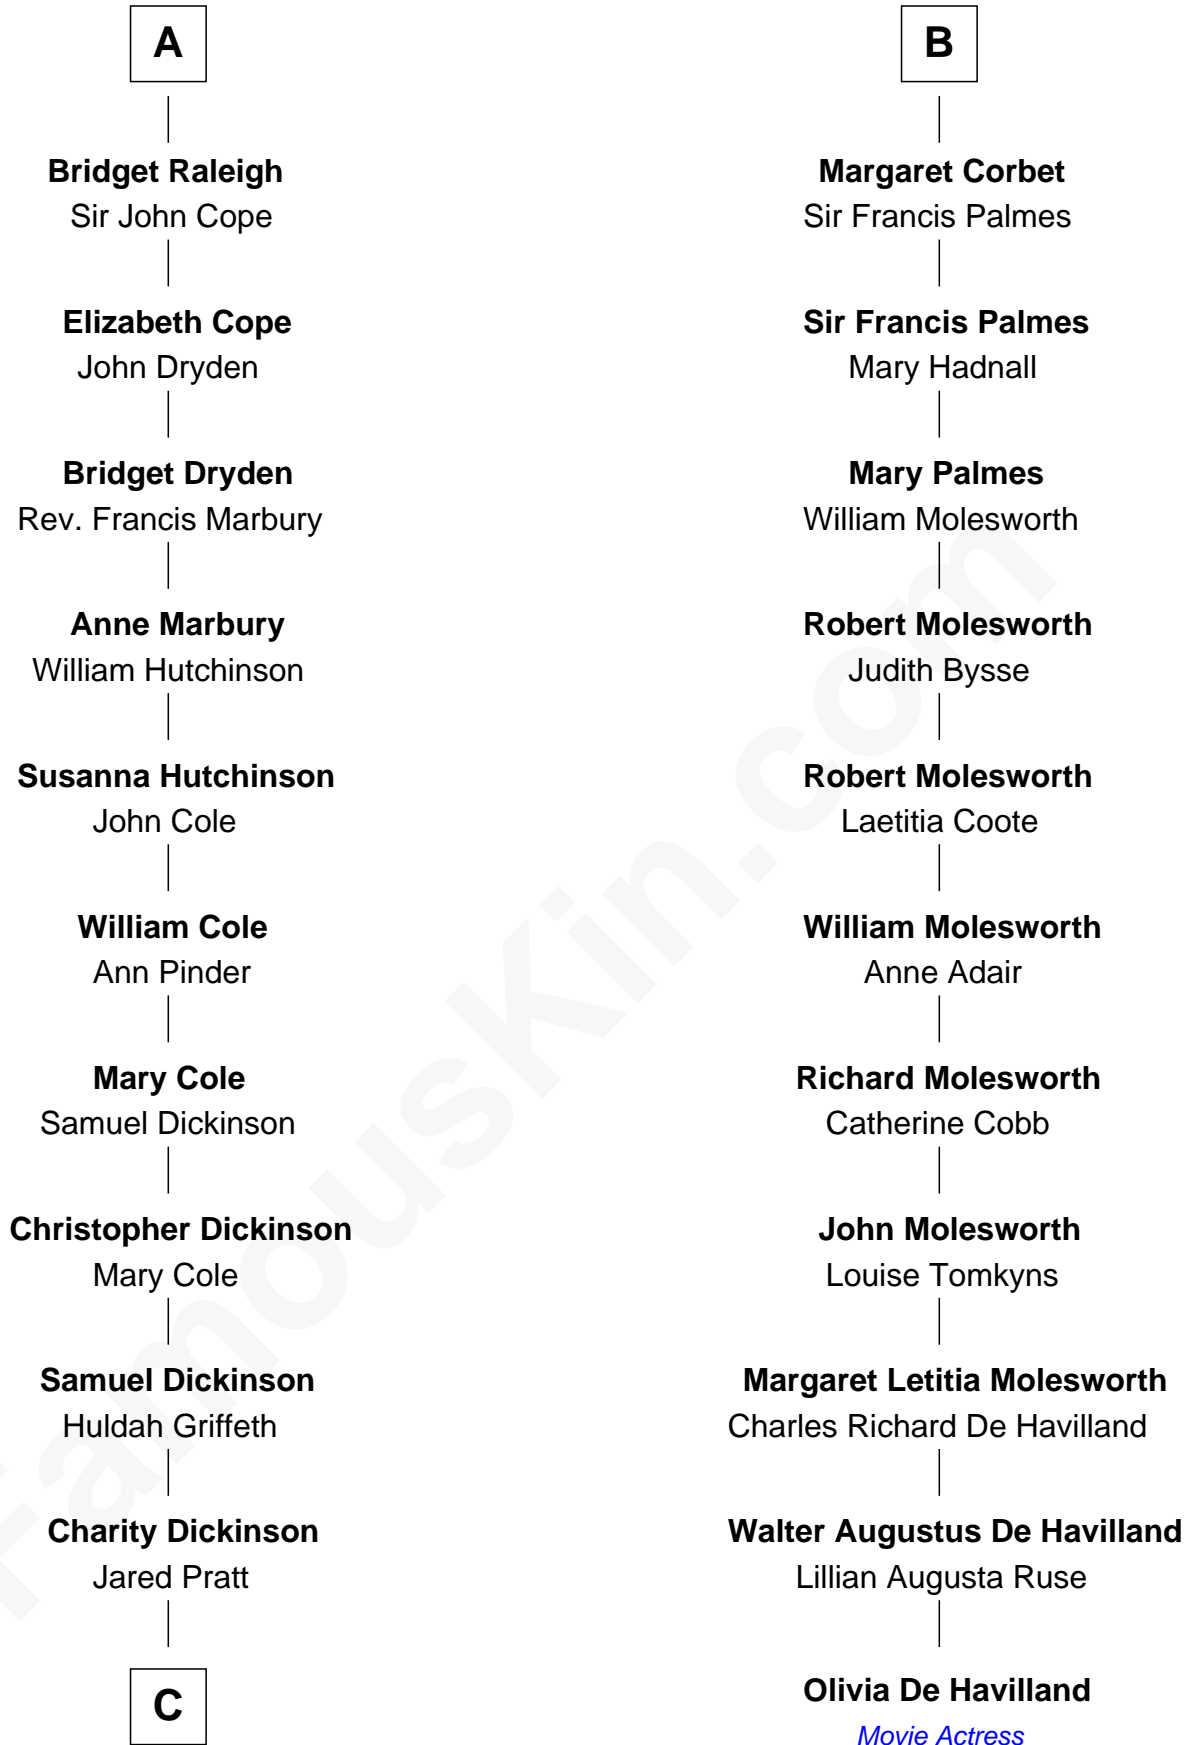 A
Bridget Raleigh
Sir John Cope
Elizabeth Cope
John Dryden
Bridget Dryden
Rev. Francis Marbury
Anne Marbury
William Hutchinson
Susanna Hutchinson
John Cole
William Cole
Ann Pinder
Mary Cole
Samuel Dickinson
Christopher Dickinson
Mary Cole
Samuel Dickinson
Huldah Griffeth
Charity Dickinson
Jared Pratt
C
B
Margaret Corbet
Sir Francis Palmes
Sir Francis Palmes
Mary Hadnall
Mary Palmes
William Molesworth
Robert Molesworth
Judith Bysse
Robert Molesworth
Laetitia Coote
William Molesworth
Anne Adair
Richard Molesworth
Catherine Cobb
John Molesworth
Louise Tomkyns
Margaret Letitia Molesworth
Charles Richard De Havilland
Walter Augustus De Havilland
Lillian Augusta Ruse
Olivia De Havilland
Movie Actress
FamousKin.com